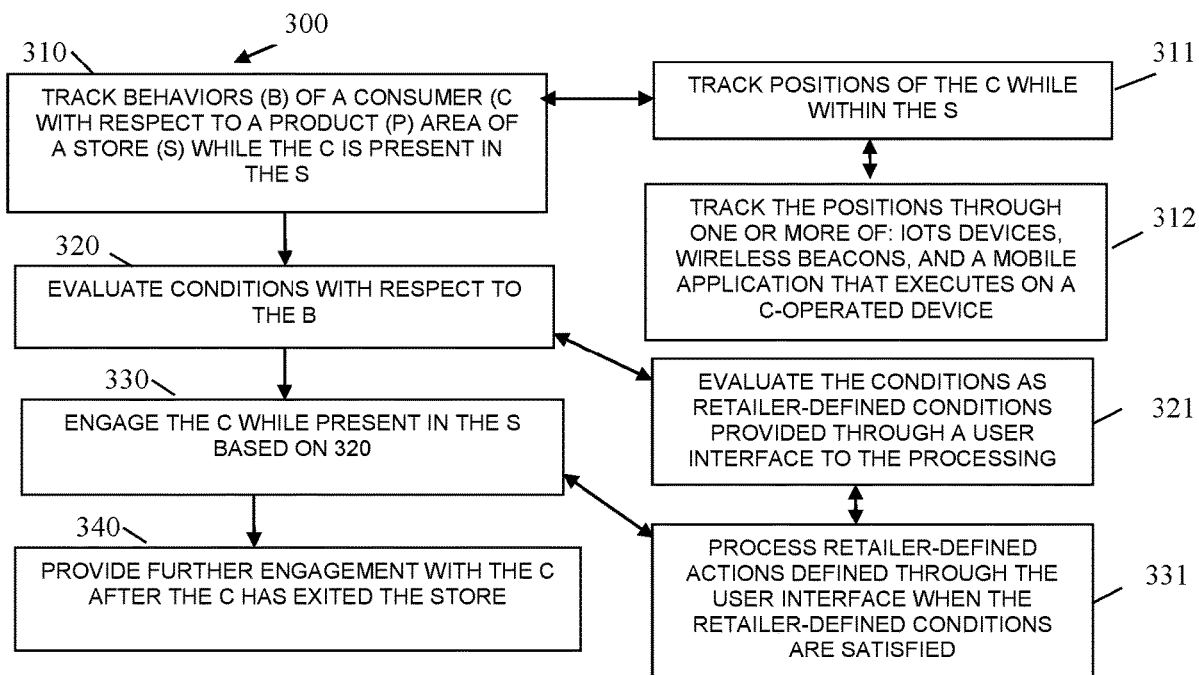 300
310
TRACK BEHAVIORS (B) OF A CONSUMER (C
WITH RESPECT TO A PRODUCT (P) AREA OF
A STORE (S) WHILE THE C IS PRESENT IN
THE S
311
TRACK POSITIONS OF THE C WHILE
WITHIN THE S
312
TRACK THE POSITIONS THROUGH
ONE OR MORE OF: IOTS DEVICES,
WIRELESS BEACONS, AND A MOBILE
APPLICATION THAT EXECUTES ON A
C-OPERATED DEVICE
320
EVALUATE CONDITIONS WITH RESPECT TO
THE B
321
EVALUATE THE CONDITIONS AS
RETAILER-DEFINED CONDITIONS
PROVIDED THROUGH A USER
INTERFACE TO THE PROCESSING
330
ENGAGE THE C WHILE PRESENT IN THE S
BASED ON 320
331
PROCESS RETAILER-DEFINED
ACTIONS DEFINED THROUGH THE
USER INTERFACE WHEN THE
RETAILER-DEFINED CONDITIONS
ARE SATISFIED
340
PROVIDE FURTHER ENGAGEMENT WITH THE C
AFTER THE C HAS EXITED THE STORE